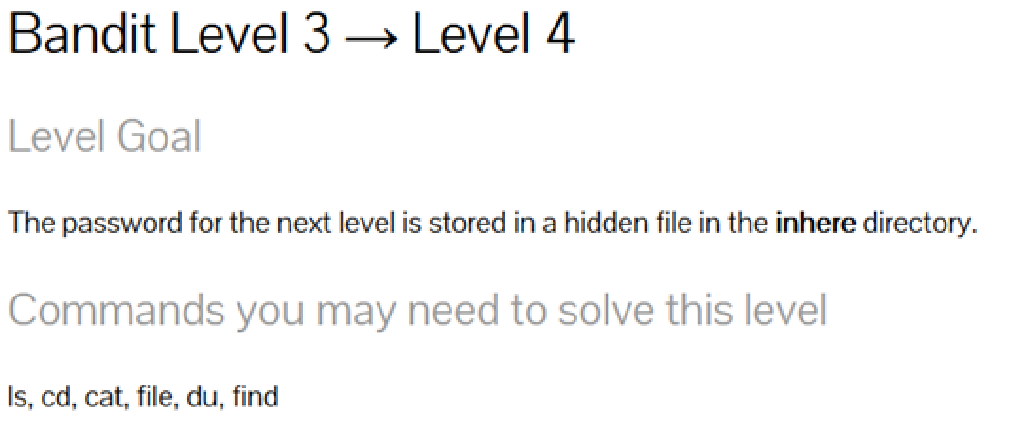 Bandit Level 3 → Level 4
Level Goal
The password for the next level is stored in a hidden file in the inhere directory.
Commands you may need to solve this level
ls, cd, cat, file, du, find